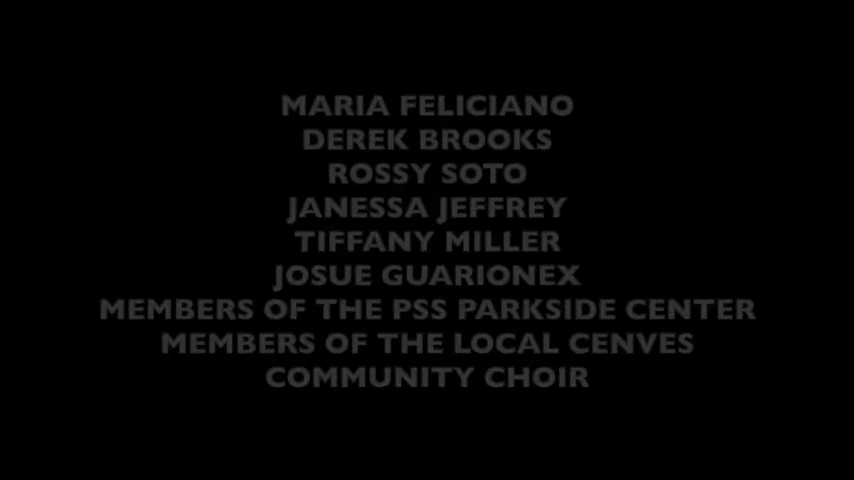 MARIA FELICIANO
DEREK BROOKS
ROSSY SOTO
JANESSA JEFFREY
TIFFANY MILLER
JOSUE GUARIONEX
MEMBERS OF THE PSS PARKSIDE CENTER
MEMBERS OF THE LOCAL CENVES
COMMUNITY CHOIR